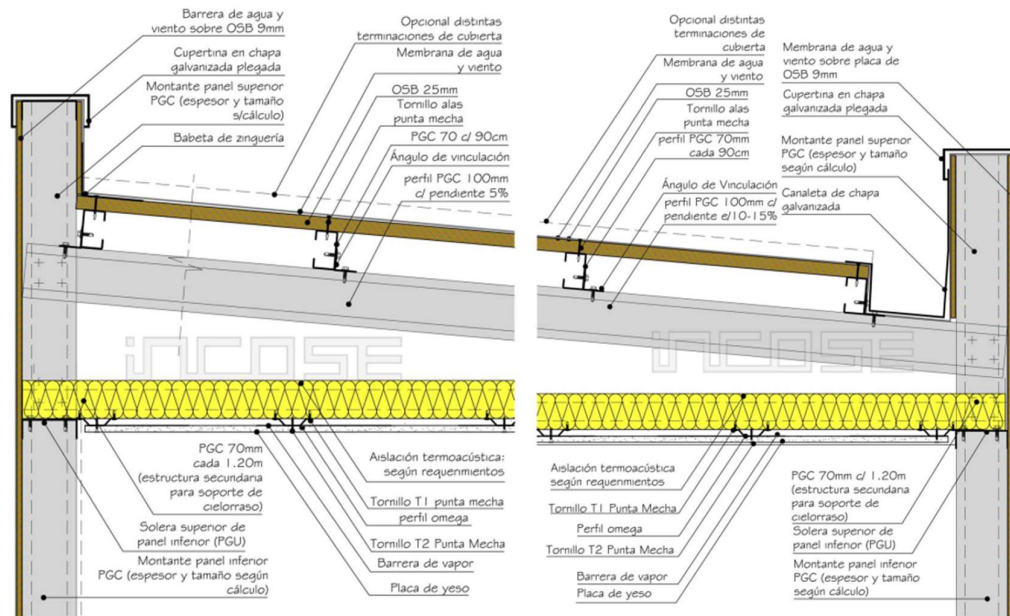 Barrera de agua y
viento sobre OSB 9mm
Cupertina en chapa
galvanizada plegada
Montante panel superior
PGC (espesor y tamaño
s/cálculo)
Babeta de zinguería
Opcional distintas
terminaciones de cubierta
Membrana de agua
y viento
OSB 25mm
Tornillo alas
punta mecha
PGC 70 c/ 90cm
Ángulo de vinculación
perfil PGC 100mm
c/ pendiente 5%
PGC 70mm
cada 1.20m
(estructura secundaria
para soporte de
cielorraso)
Solera superior de
panel inferior (PGU)
Montante panel inferior
PGC (espesor y tamaño según
cálculo)
Aislación termoacústica:
según requerimientos
Tornillo T1 punta mecha
perfil omega
Tornillo T2 Punta Mecha
Barrera de vapor
Placa de yeso
Opcional distintas
terminaciones de
cubierta
Membrana de agua
y viento
OSB 25mm
Tornillo alas
punta mecha
perfil PGC 70mm
cada 90cm
Ángulo de Vinculación
perfil PGC 100mm c/
pendiente e/10-15%
Membrana de agua y
viento sobre placa de
OSB 9mm
Cupertina en chapa
galvanizada plegada
Montante panel superior
PGC (espesor y tamaño
según cálculo)
Canaleta de chapa
galvanizada
Aislación termoacústica
según requerimientos
Tornillo T1 Punta Mecha
Perfil omega
Tornillo T2 Punta Mecha
Barrera de vapor
Placa de yeso
PGC 70mm c/ 1.20m
(estructura secundaria
para soporte de
cielorraso)
Solera superior de
panel inferior (PGU)
Montante panel inferior
PGC (espesor y tamaño
según cálculo)
INCOSE
INCOSE